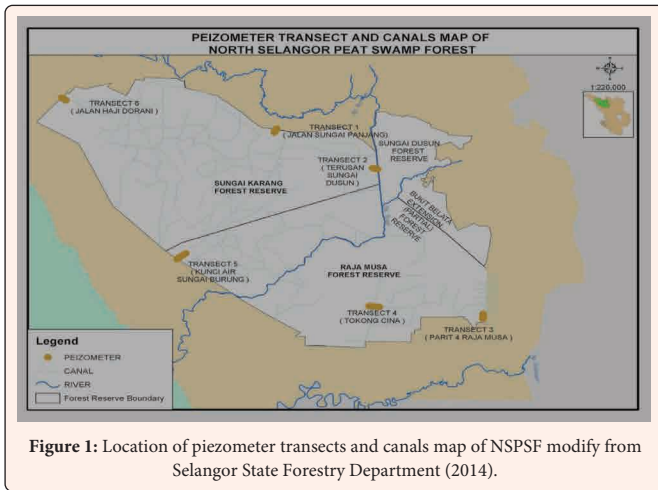 PEIZOMETER TRANSECT AND CANALS MAP OF
NORTH SELANGOR PEAT SWAMP FOREST
1:220,000
TRANSECT 6
( JALAN HAJI DORANI )
TRANSECT 1
( JALAN SUNGAI PANJANG)
SUNGAI DUSUN
FOREST
RESERVE
TRANSECT 2
( TERUSAN
SUNGAI
DUSUN )
SUNGAI KARANG
FOREST RESERVE
BUKIT BELATA
EXTENSION
(PARTIAL)
FOREST
RESERVE
TRANSECT 5
( KUNCI AIR
SUNGAI BURUNG )
RAJA MUSA
FOREST RESERVE
TRANSECT 4
( TOKONG CINA )
TRANSECT 3
( PARIT 4 RAJA MUSA )
Legend
PEIZOMETER
CANAL
RIVER
Forest Reserve Boundary
Figure 1: Location of piezometer transects and canals map of NSPSF modify from
Selangor State Forestry Department (2014).